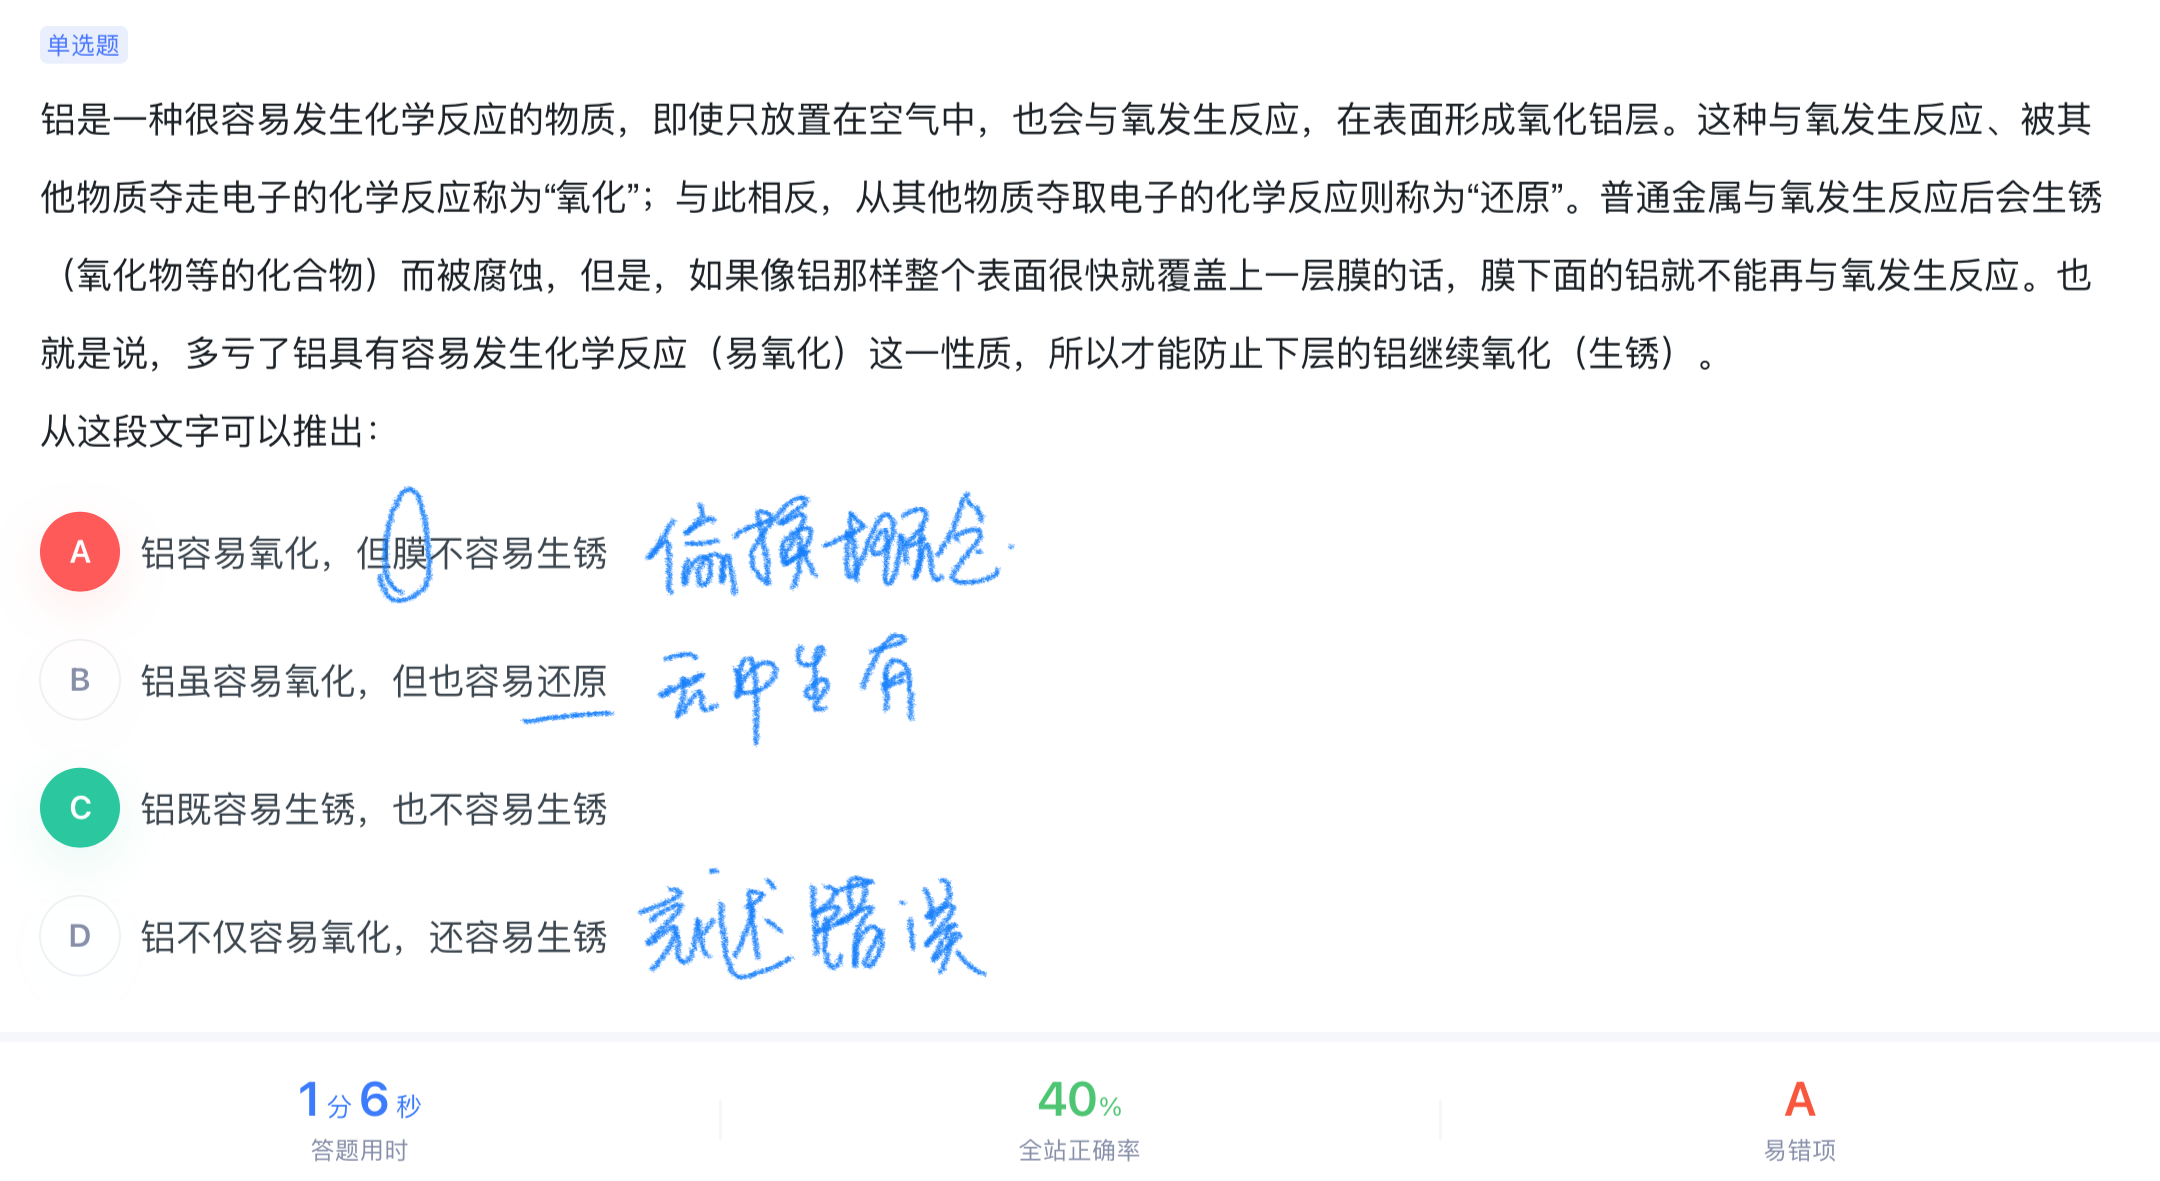 单选题
铝是一种很容易发生化学反应的物质，即使只放置在空气中，也会与氧发生反应，在表面形成氧化铝层。这种与氧发生反应、被其
他物质夺走电子的化学反应称为“氧化”；与此相反，从其他物质夺取电子的化学反应则称为“还原”。普通金属与氧发生反应后会生锈
（氧化物等的化合物）而被腐蚀，但是，如果像铝那样整个表面很快就覆盖上一层膜的话，膜下面的铝就不能再与氧发生反应。也
就是说，多亏了铝具有容易发生化学反应（易氧化）这一性质，所以才能防止下层的铝继续氧化（生锈）。
从这段文字可以推出：
A 铝容易氧化，但膜不容易生锈 偷换概念
B 铝虽容易氧化，但也容易还原 无中生有
C 铝既容易生锈，也不容易生锈
D 铝不仅容易氧化，还容易生锈 表述错误
1分6秒 40% A
答题用时 全站正确率 易错项